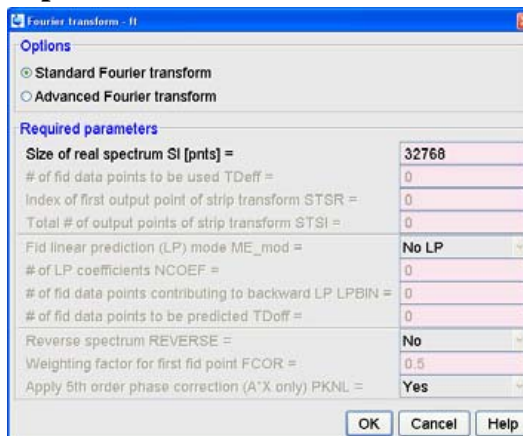 Fourier transform - ft
Options
Standard Fourier transform
Advanced Fourier transform
Required parameters
Size of real spectrum SI [pnts] = 32768
# of fid data points to be used TDeff = 0
Index of first output point of strip transform STSR = 0
Total # of output points of strip transform STSI = 0
Fid linear prediction (LP) mode ME_mod = No LP
# of LP coefficients NCOEF = 0
# of fid data points contributing to backward LP LPBIN = 0
# of fid data points to be predicted TDoff = 0
Reverse spectrum REVERSE = No
Weighting factor for first fid point FCOR = 0.5
Apply 5th order phase correction (A*X only) PKNL = Yes
OK Cancel Help